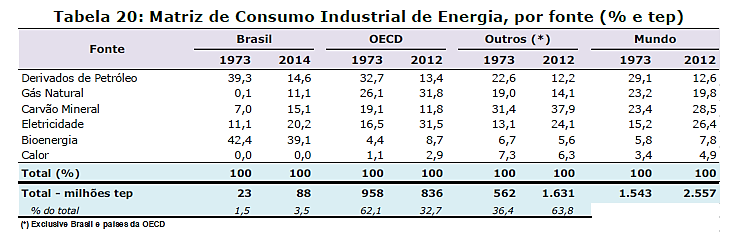 Tabela 20: Matriz de Consumo Industrial de Energia, por fonte (% e tep)
Fonte Brasil OECD Outros (*) Mundo
1973 2014 1973 2012 1973 2012 1973 2012
Derivados de Petróleo 39,3 14,6 32,7 13,4 22,6 12,2 29,1 12,6
Gás Natural 0,1 11,1 26,1 31,8 19,0 14,1 23,2 19,8
Carvão Mineral 7,0 15,1 19,1 11,8 31,4 37,9 23,4 28,5
Eletricidade 11,1 20,2 16,5 31,5 13,1 24,1 15,2 26,4
Bioenergia 42,4 39,1 4,4 8,7 6,7 5,6 5,8 7,8
Calor 0,0 0,0 1,1 2,9 7,3 6,3 3,4 4,9
Total (%) 100 100 100 100 100 100 100 100
Total - milhões tep 23 88 958 836 562 1.631 1.543 2.557
% do total 1,5 3,5 62,1 32,7 36,4 63,8
(*) Exclusive Brasil e países da OECD